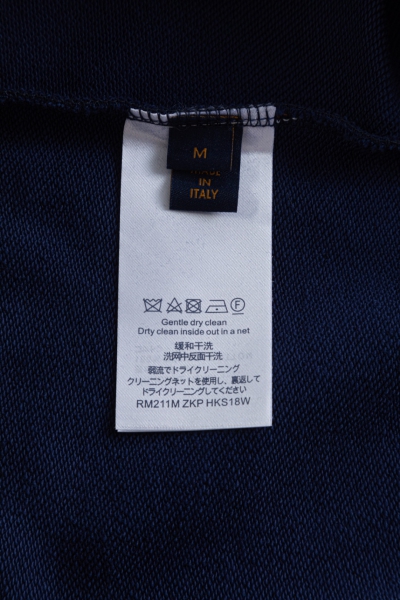 M
MADE
IN
ITALY
F
Gentle dry clean
Drty clean inside out in a net
缓和干洗
洗网中反面干洗
弱流でドライクリーニング
クリーニングネットを使用し、裏返して
ドライクリーニングしてください
RM211M ZKP HKS18W